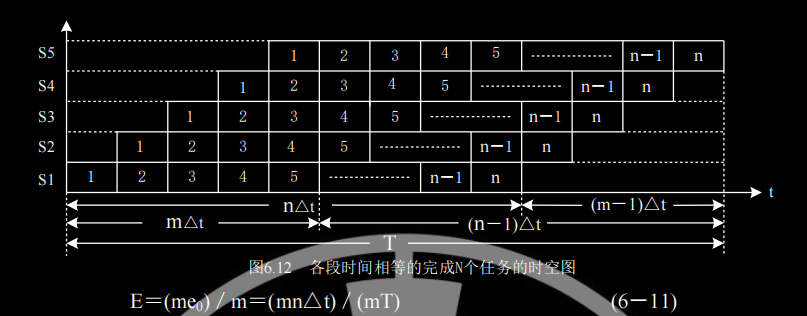 S5 1 2 3 4 5 n−1 n
S4 1 2 3 4 5 n−1 n
S3 1 2 3 4 5 n−1 n
S2 1 2 3 4 5 n−1 n
S1 1 2 3 4 5 n−1 n
t
n△t (m−1)△t
m△t (n−1)△t
T
图6.12 各段时间相等的完成N个任务的时空图
E＝(me₀)／m＝(mn△t)／(mT) (6－11)